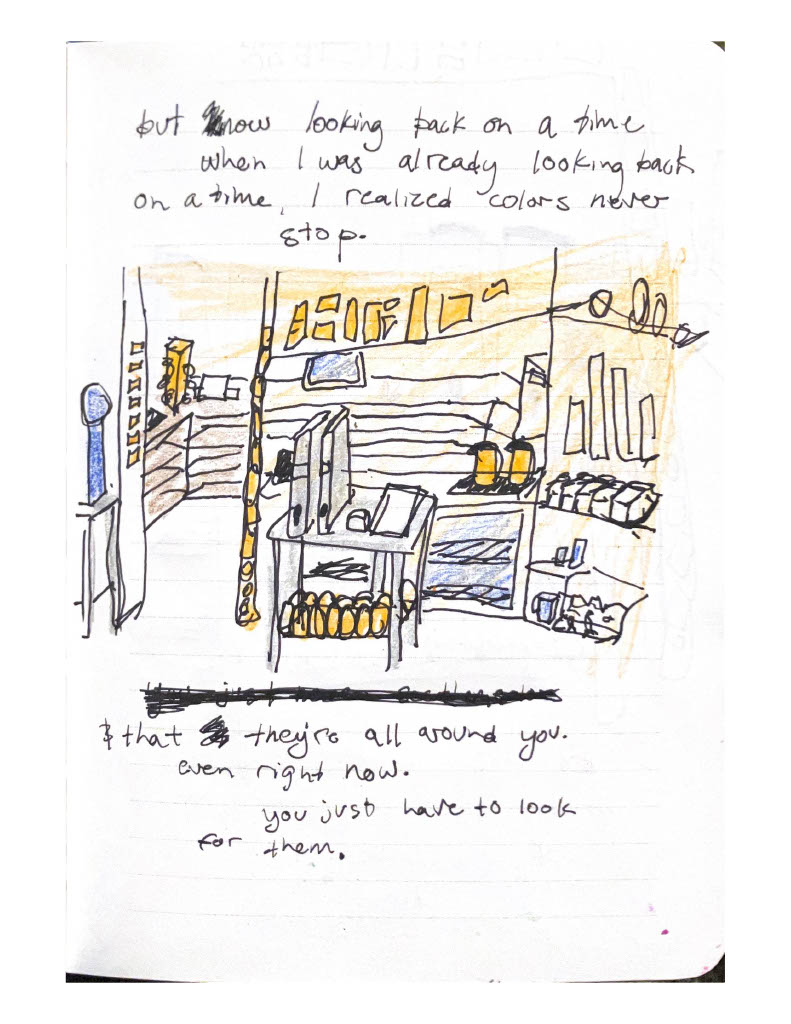 but now looking back on a time
when I was already looking back
on a time, I realized colors never
stop.
& that they're all around you.
even right now.
you just have to look
for them.